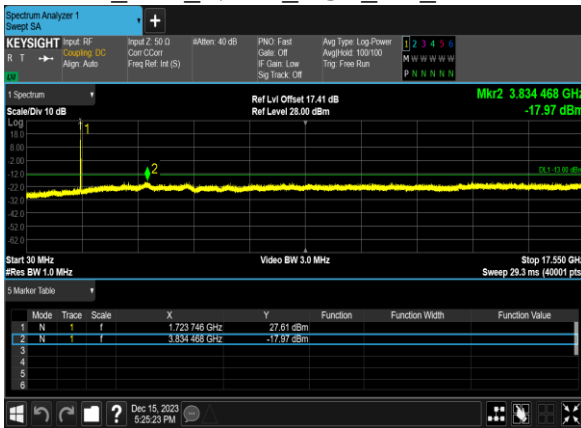 Spectrum Analyzer 1
Swept SA
KEYSIGHT Input: RF Input Z: 50 Ω #Atten: 40 dB PNO: Fast Avg Type: Log-Power 1 2 3 4 5 6
R T Coupling: DC Corr CCorr Gate: Off Avg|Hold: 100/100 M W W W W W
Align: Auto Freq Ref: Int (S) IF Gain: Low Trig: Free Run
LV Sig Track: Off P N N N N N
1 Spectrum Ref Lvl Offset 17.41 dB Mkr2 3.834 468 GHz
Scale/Div 10 dB Ref Level 28.00 dBm -17.97 dBm
Log
18.0
8.00
-2.00
-12.0
-22.0
-32.0
-42.0
-52.0
-62.0
1
2
DL1 -13.00 dBm
Start 30 MHz Video BW 3.0 MHz Stop 17.550 GHz
#Res BW 1.0 MHz Sweep 29.3 ms (40001 pts
5 Marker Table
Mode Trace Scale X Y Function Function Width Function Value
1 N 1 f 1.723 746 GHz 27.61 dBm
2 N 1 f 3.834 468 GHz -17.97 dBm
3
4
5
6
? Dec 15, 2023
5:25:23 PM